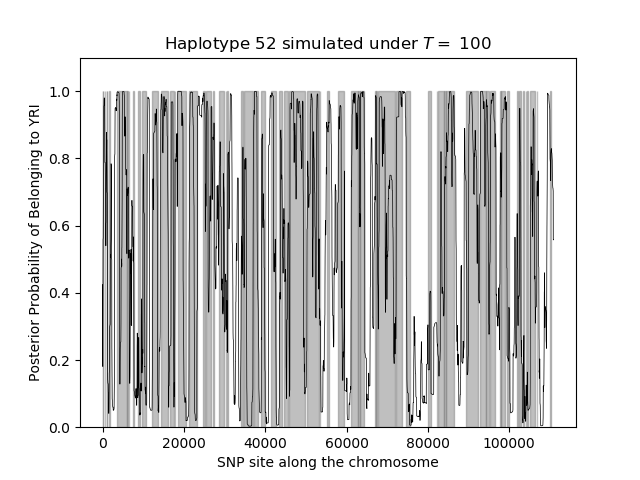 Haplotype 52 simulated under T = 100
Posterior Probability of Belonging to YRI
1.0
0.8
0.6
0.4
0.2
0.0
0 20000 40000 60000 80000 100000
SNP site along the chromosome